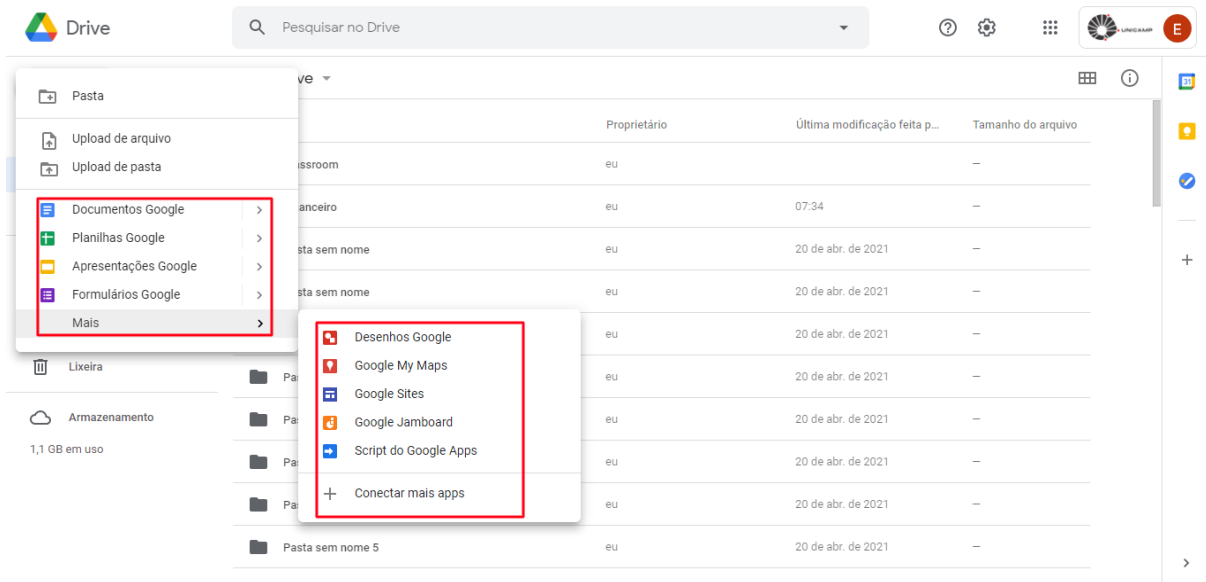 Drive
Pesquisar no Drive
UNICAMP
E
Pasta
Upload de arquivo
Upload de pasta
Documentos Google
Planilhas Google
Apresentações Google
Formulários Google
Mais
Desenhos Google
Google My Maps
Google Sites
Google Jamboard
Script do Google Apps
Conectar mais apps
Lixeira
Armazenamento
1,1 GB em uso
ve
Proprietário Última modificação feita p... Tamanho do arquivo
assroom eu —
anceiro eu 07:34 —
sta sem nome eu 20 de abr. de 2021 —
sta sem nome eu 20 de abr. de 2021 —
eu 20 de abr. de 2021 —
Pa eu 20 de abr. de 2021 —
Pa eu 20 de abr. de 2021 —
Pa eu 20 de abr. de 2021 —
Pa eu 20 de abr. de 2021 —
Pasta sem nome 5 eu 20 de abr. de 2021 —
31